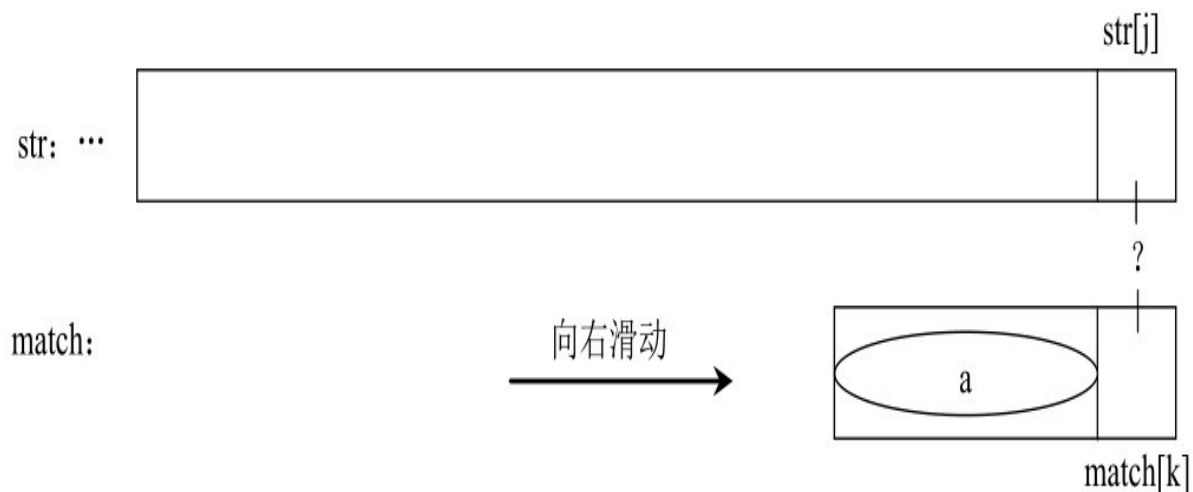 str[j]
str：…
?
match：
向右滑动
a
match[k]